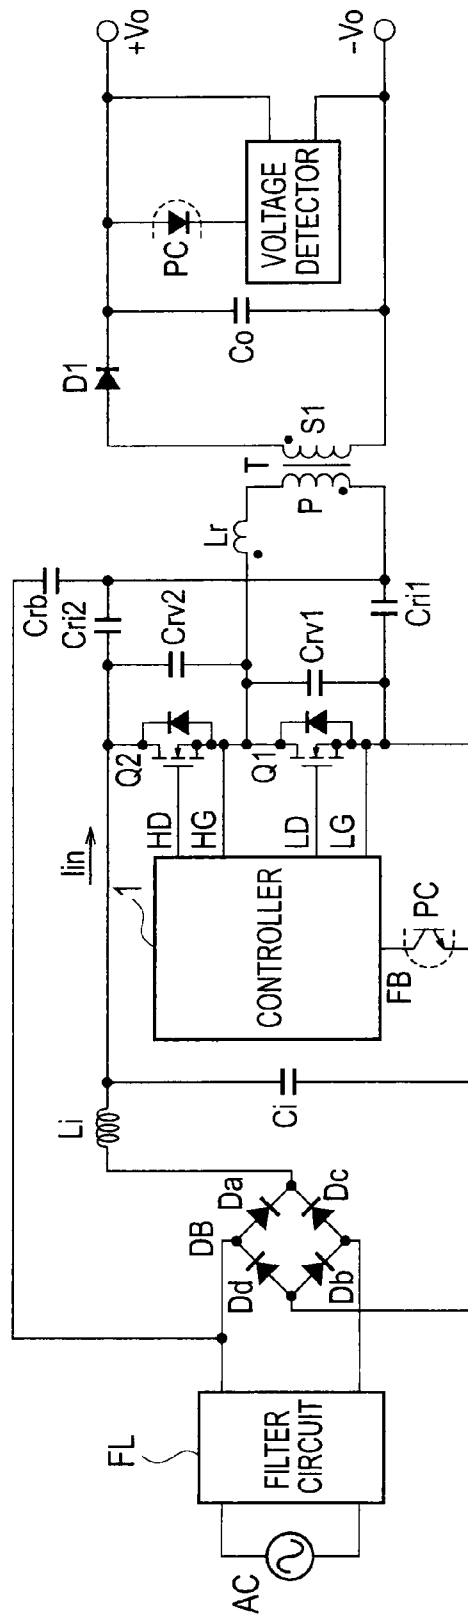 AC
FL
FILTER
CIRCUIT
DB
Da
Dd
Dc
Db
Li
Ci
Iin
1
CONTROLLER
HD
HG
LD
LG
FB
PC
Q2
Q1
Crb
Cri2
Crv2
Crv1
Cri1
Lr
T
P
S1
D1
Co
PC
VOLTAGE
DETECTOR
+Vo
-Vo